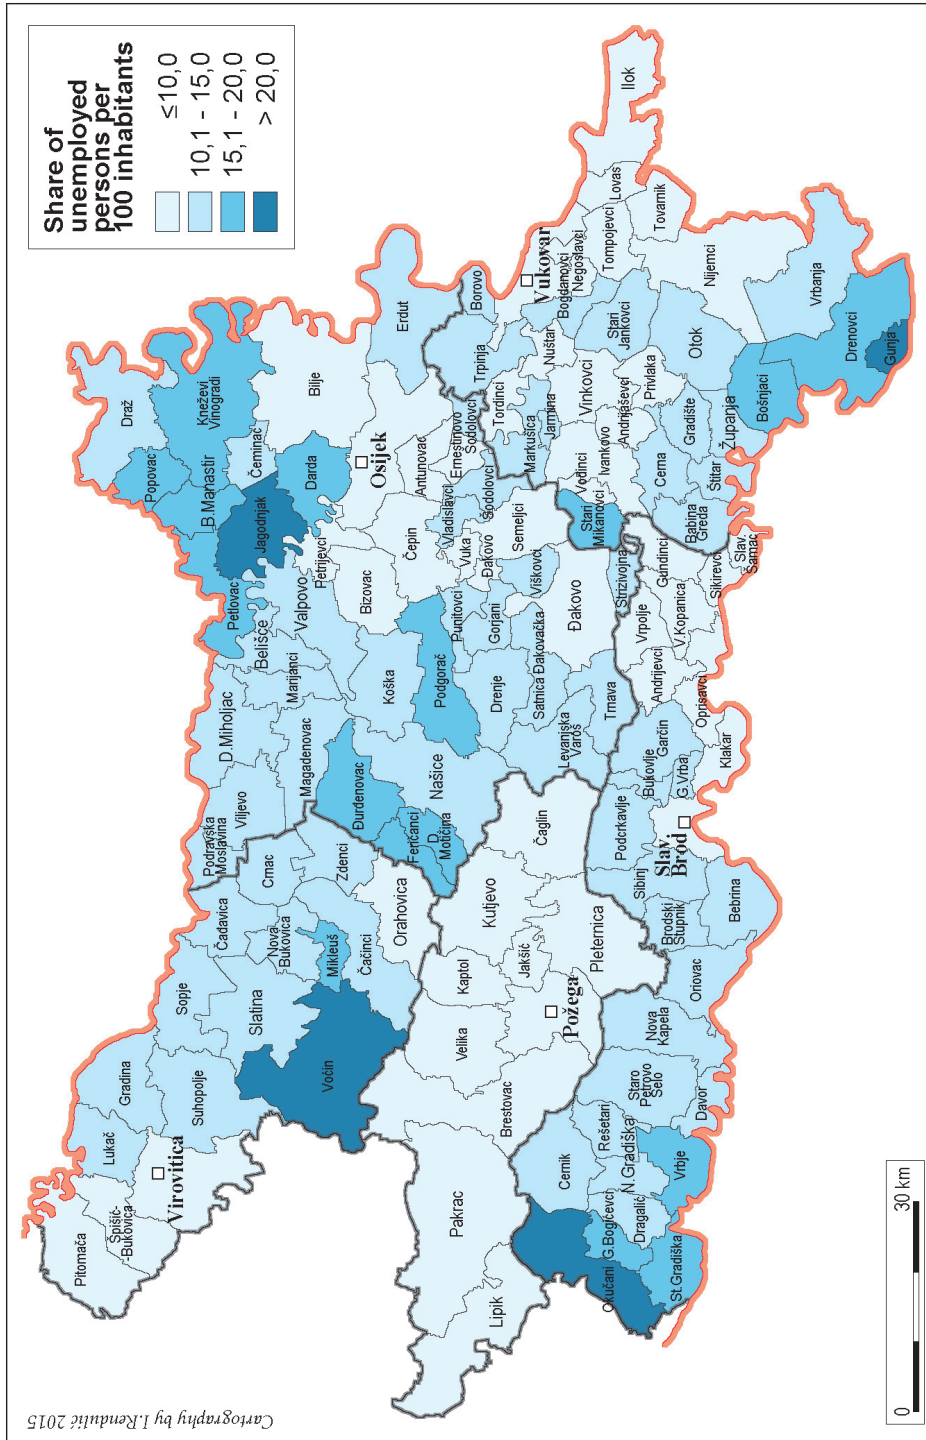 Share of
unemployed
persons per
100 inhabitants
≤10,0
10,1 - 15,0
15,1 - 20,0
> 20,0
Pitomača
Špišić-
-Bukovica
Lukač
Virovitica
Gradina
Suhopolje
Sopje
Slatina
Voćin
Čađavica
Nova
Bukovica
Mikleuš
Čačinci
Crnac
Zdenci
Orahovica
Podravska
Moslavina
Viljevo
D.Miholjac
Magadenovac
Marijanci
Belišće
Valpovo
Petrijevci
Petlovac
B.Manastir
Popovac
Draž
Kneževi
Vinogradi
Jagodnjak
Čeminac
Darda
Bilje
Osijek
Erdut
Bizovac
Čepin
Antunovac
Ernestinovo
Šodolovci
Vladislavci
Šodolovci
Vuka
Đakovo
Semeljci
Koška
Podgorač
Našice
Đurđenovac
Feričanci
D.
Motičina
Punitovci
Gorjani
Viškovci
Drenje
Satnica Đakovačka
Đakovo
Levanjska
Varoš
Trnava
Strizivojna
Borovo
Trpinja
Vukovar
Bogdanovci
Negoslavci
Tompojevci
Lovas
Ilok
Tovarnik
Nijemci
Nuštar
Stari
Jankovci
Tordinci
Markušica
Jarmina
Vinkovci
Vođinci
Ivankovo
Andrijaševci
Privlaka
Otok
Stari
Mikanovci
Cerna
Gradište
Županja
Štitar
Babina
Greda
Bošnjaci
Vrbanja
Drenovci
Gunja
Pakrac
Lipik
Brestovac
Velika
Kaptol
Jakšić
Požega
Kutjevo
Čaglin
Pleternica
Okučani
G.Bogićevci
St.Gradiška
Dragalić
Cernik
N.Gradiška
Rešetari
Vrbje
Staro
Petrovo
Selo
Davor
Nova
Kapela
Oriovac
Brodski
Stupnik
Bebrina
Sibinj
Slav.
Brod
Podcrkavlje
Bukovlje
G.Vrba
Garčin
Klakar
Oprisavci
Andrijevci
Vrpolje
V.Kopanica
Gundinci
Sikirevci
Slav.
Šamac
0
30 km
Cartography by I.Rendulić 2015